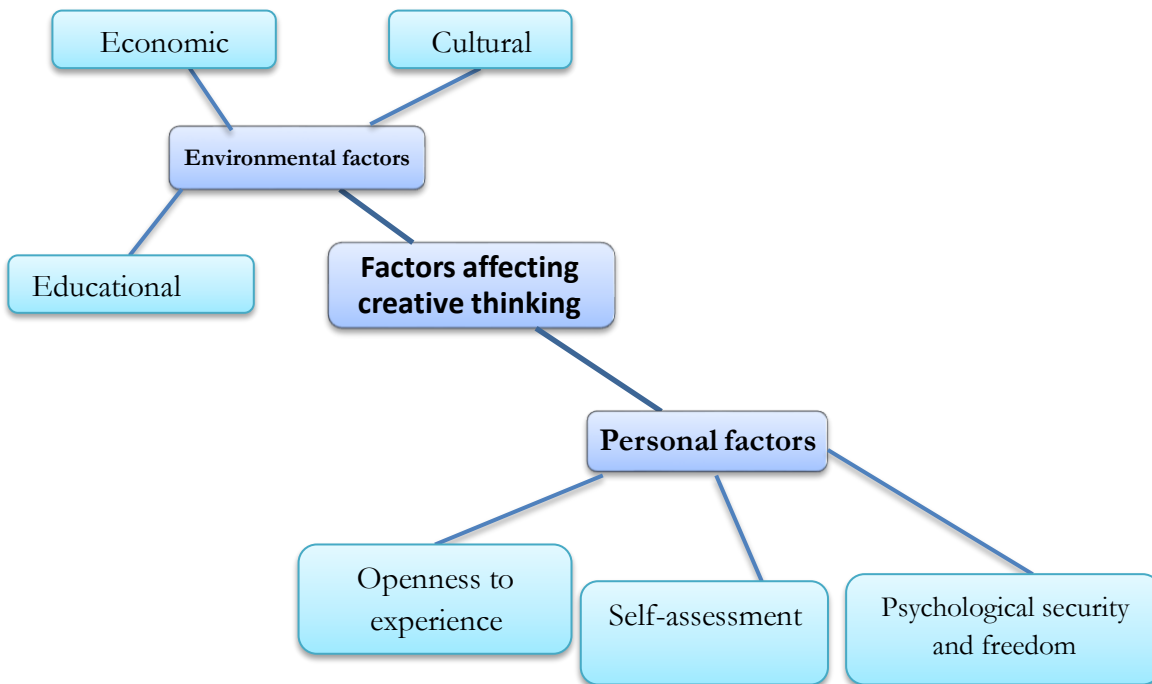 Economic
Cultural
Environmental factors
Educational
Factors affecting
creative thinking
Personal factors
Openness to
experience
Self-assessment
Psychological security
and freedom